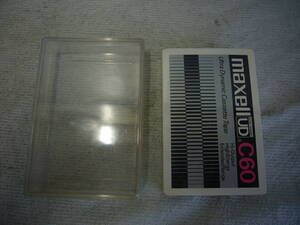 maxell UD C60
Ultra Dynamic Cassette Tape